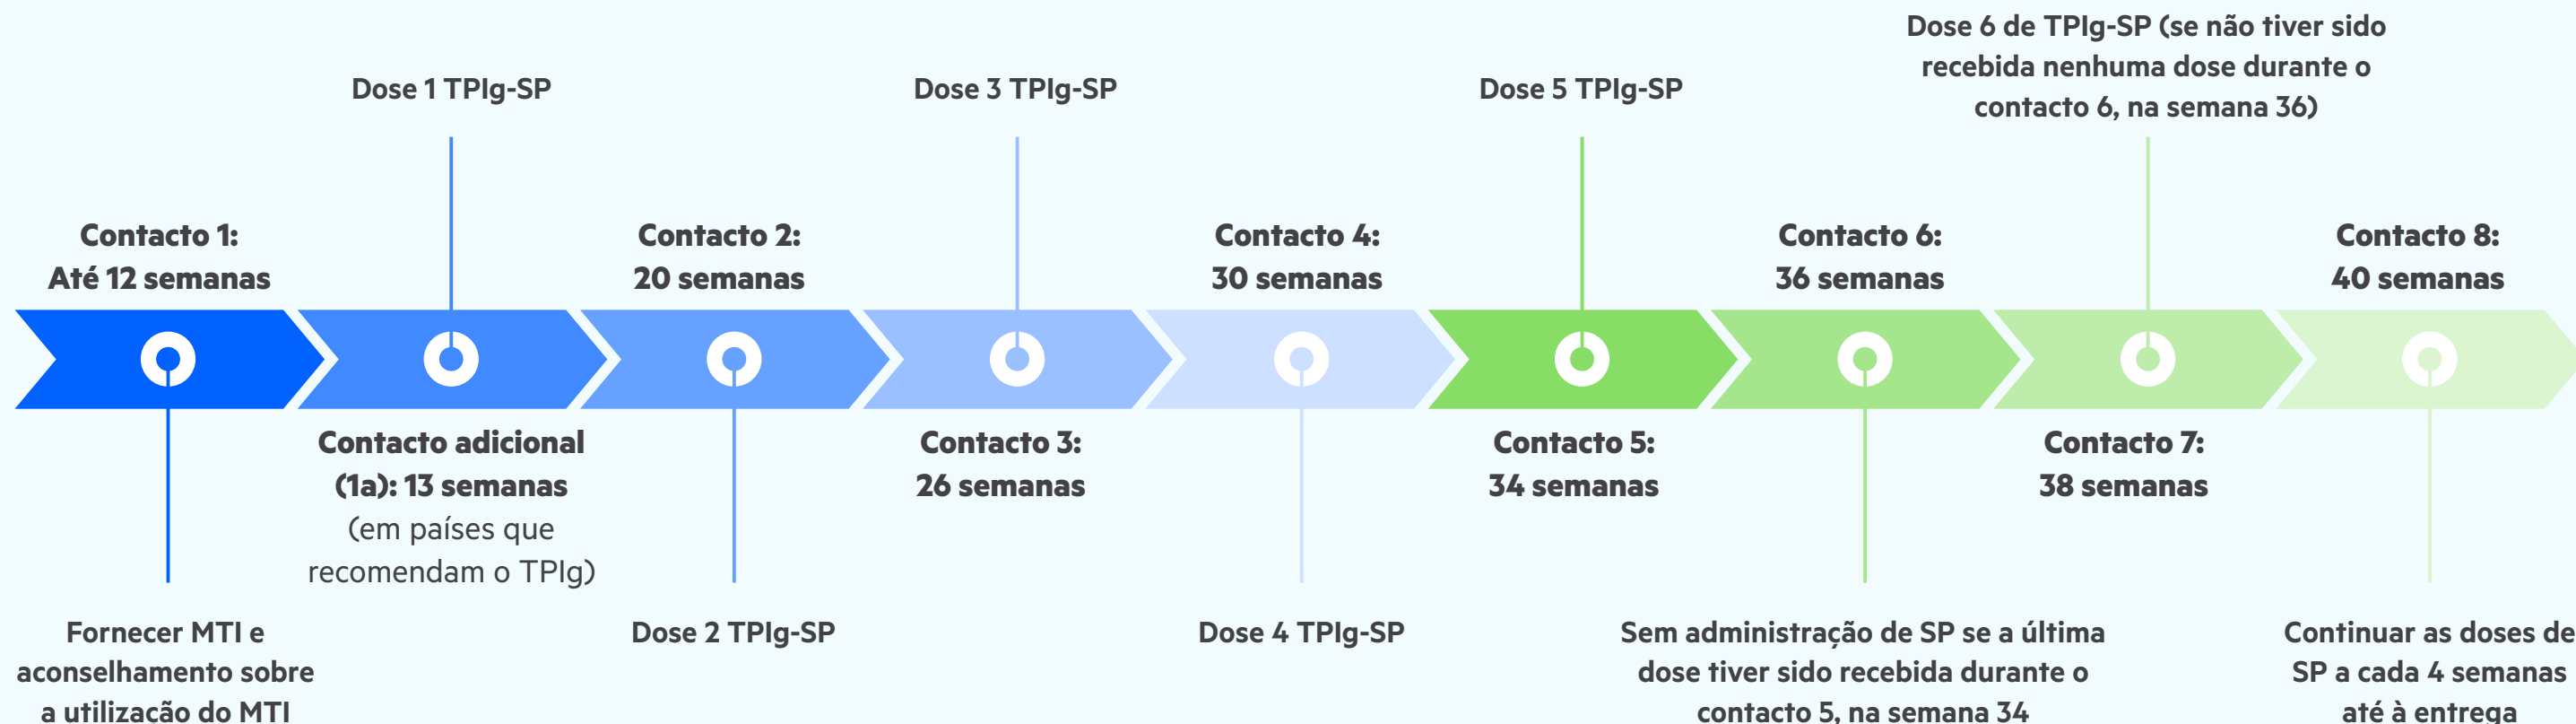 Contacto 1:
Até 12 semanas
Fornecer MTI e
aconselhamento sobre
a utilização do MTI
Dose 1 TPIg-SP
Contacto adicional
(1a): 13 semanas
(em países que
recomendam o TPIg)
Contacto 2:
20 semanas
Dose 2 TPIg-SP
Dose 3 TPIg-SP
Contacto 3:
26 semanas
Contacto 4:
30 semanas
Dose 4 TPIg-SP
Dose 5 TPIg-SP
Contacto 5:
34 semanas
Contacto 6:
36 semanas
Sem administração de SP se a última
dose tiver sido recebida durante o
contacto 5, na semana 34
Dose 6 de TPIg-SP (se não tiver sido
recebida nenhuma dose durante o
contacto 6, na semana 36)
Contacto 7:
38 semanas
Contacto 8:
40 semanas
Continuar as doses de
SP a cada 4 semanas
até à entrega